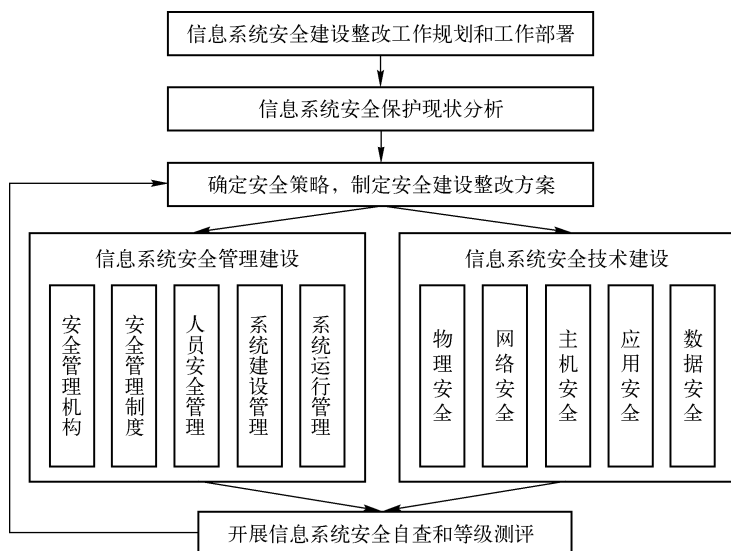 信息系统安全建设整改工作规划和工作部署
信息系统安全保护现状分析
确定安全策略，制定安全建设整改方案
信息系统安全管理建设
安全管理机构
安全管理制度
人员安全管理
系统建设管理
系统运行管理
信息系统安全技术建设
物理安全
网络安全
主机安全
应用安全
数据安全
开展信息系统安全自查和等级测评